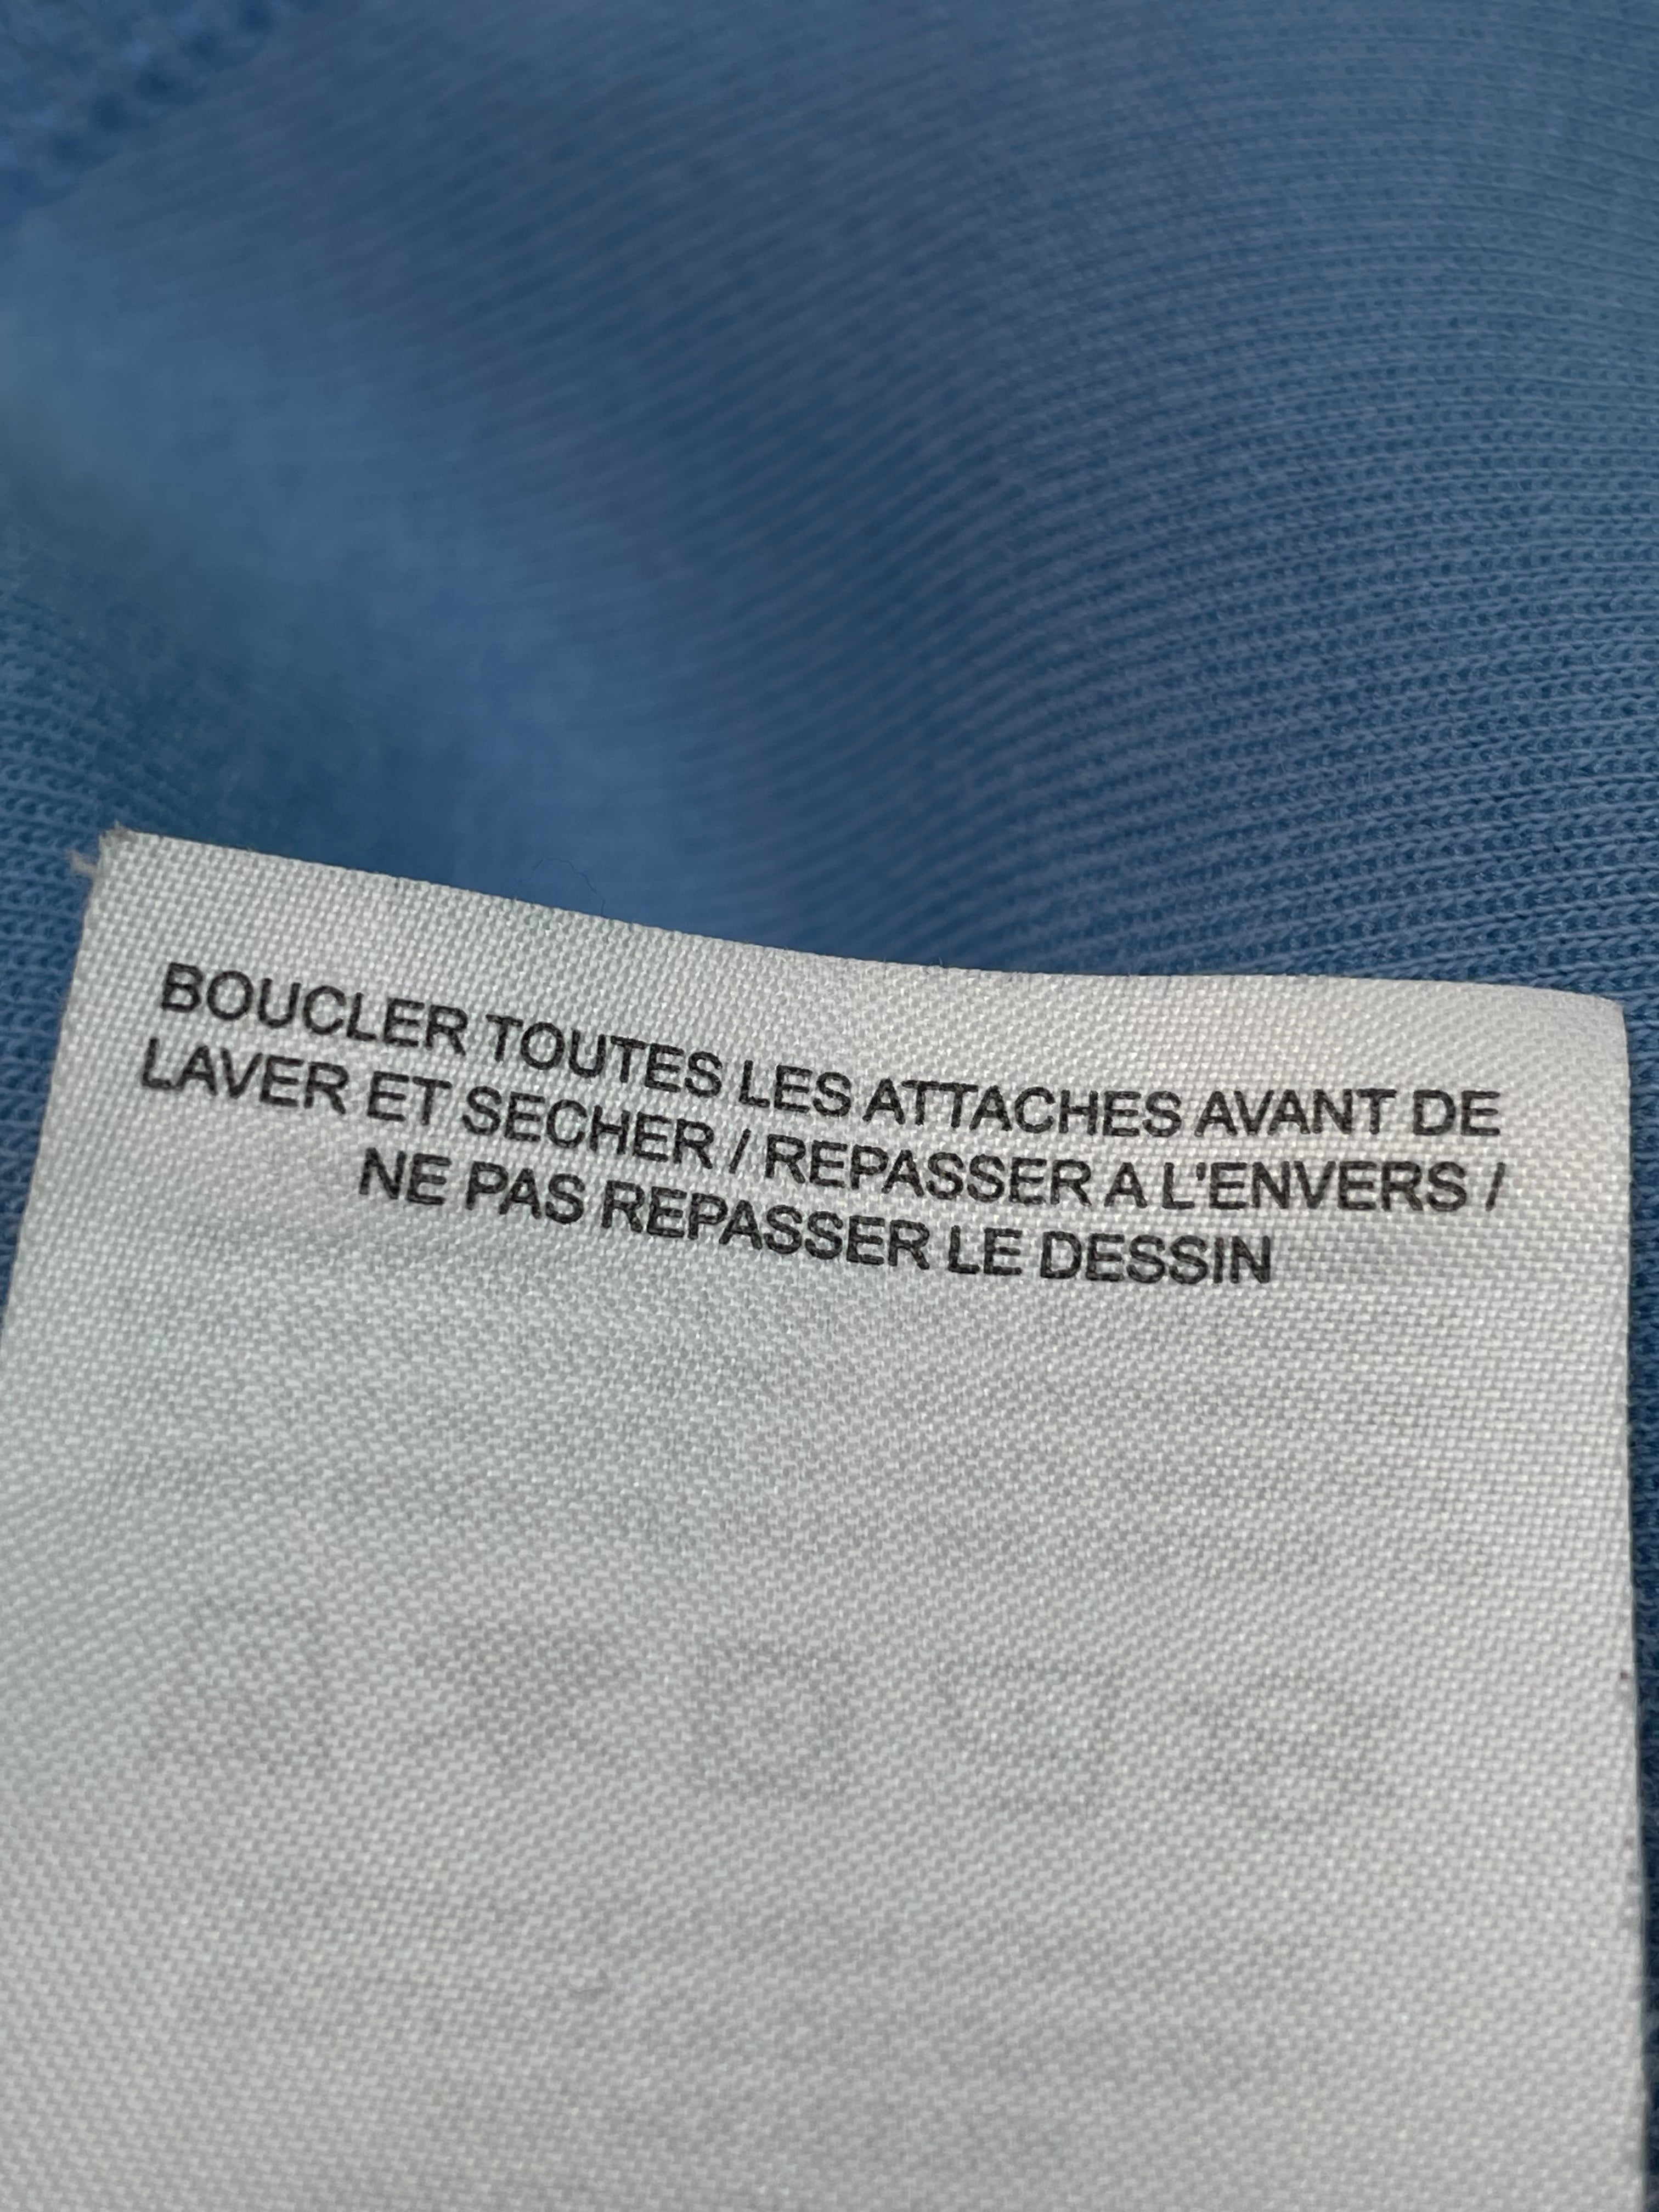 BOUCLER TOUTES LES ATTACHES AVANT DE
LAVER ET SECHER / REPASSER A L'ENVERS /
NE PAS REPASSER LE DESSIN